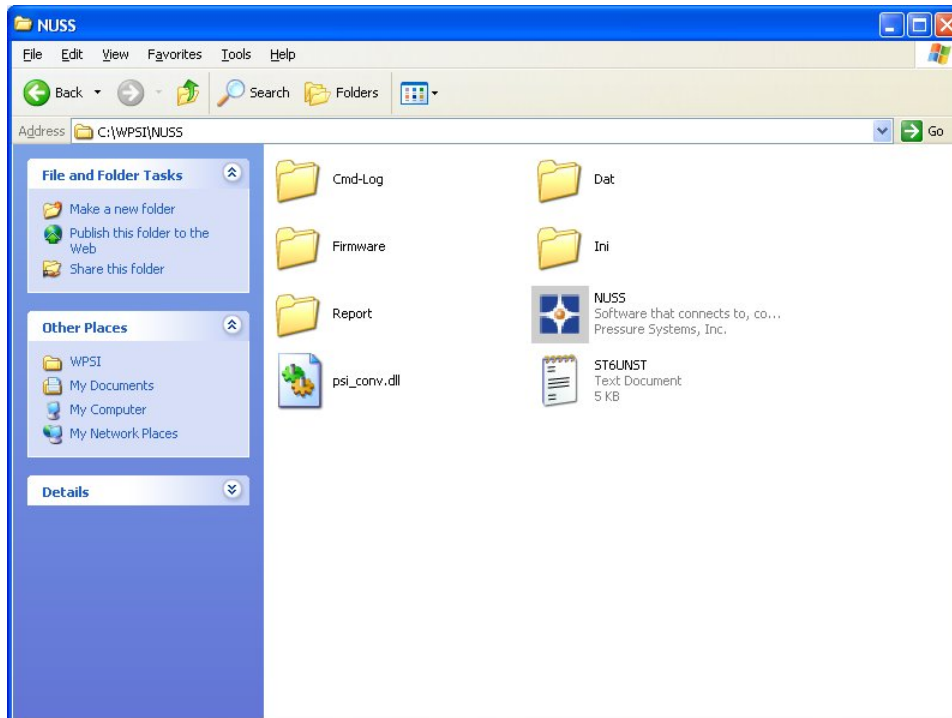 NUSS
File Edit View Favorites Tools Help
Back Search Folders
Address C:\WPSI\NUSS Go
File and Folder Tasks
Make a new folder
Publish this folder to the
Web
Share this folder
Other Places
WPSI
My Documents
My Computer
My Network Places
Details
Cmd-Log
Dat
Firmware
Ini
Report
NUSS
Software that connects to, co...
Pressure Systems, Inc.
psi_conv.dll
ST6UNST
Text Document
5 KB